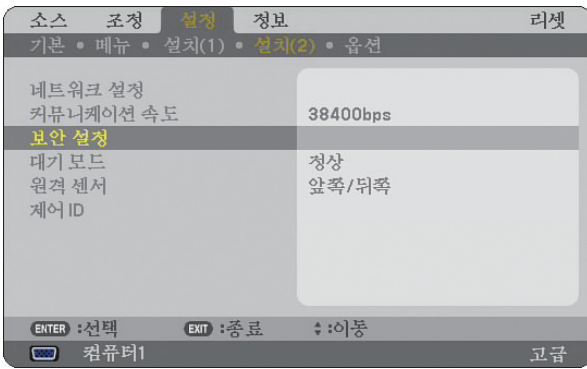 소스 조정 설정 정보 리셋
기본 • 메뉴 • 설치(1) • 설치(2) • 옵션
네트워크 설정
커뮤니케이션 속도 38400bps
보안 설정
대기 모드 정상
원격 센서 앞쪽/뒤쪽
제어 ID
ENTER :선택 EXIT :종료 :이동
컴퓨터1 고급